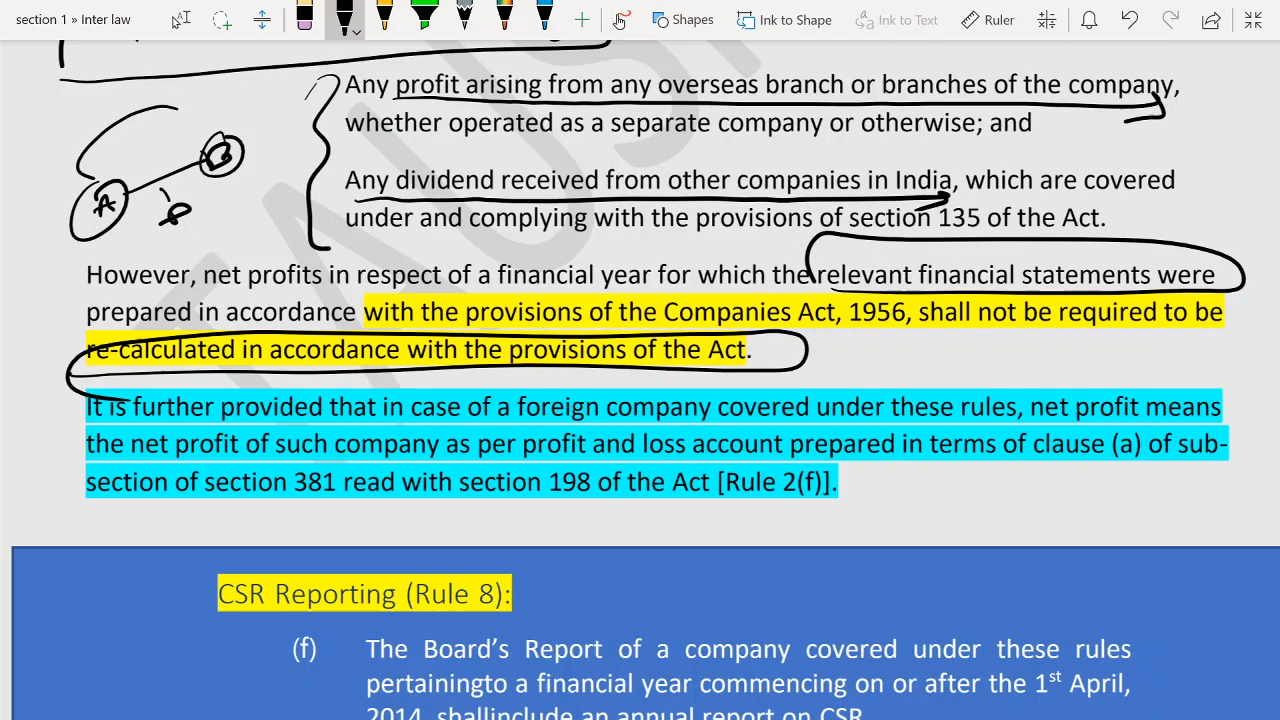 section 1 » Inter law
Shapes
Ink to Shape
Ink to Text
Ruler
Any profit arising from any overseas branch or branches of the company,
whether operated as a separate company or otherwise; and
Any dividend received from other companies in India, which are covered
under and complying with the provisions of section 135 of the Act.
A
B
However, net profits in respect of a financial year for which the relevant financial statements were
prepared in accordance with the provisions of the Companies Act, 1956, shall not be required to be
re-calculated in accordance with the provisions of the Act.
It is further provided that in case of a foreign company covered under these rules, net profit means
the net profit of such company as per profit and loss account prepared in terms of clause (a) of sub-
section of section 381 read with section 198 of the Act [Rule 2(f)].
CSR Reporting (Rule 8):
(f) The Board’s Report of a company covered under these rules
pertainingto a financial year commencing on or after the 1st April,
2014, shallinclude an annual report on CSR